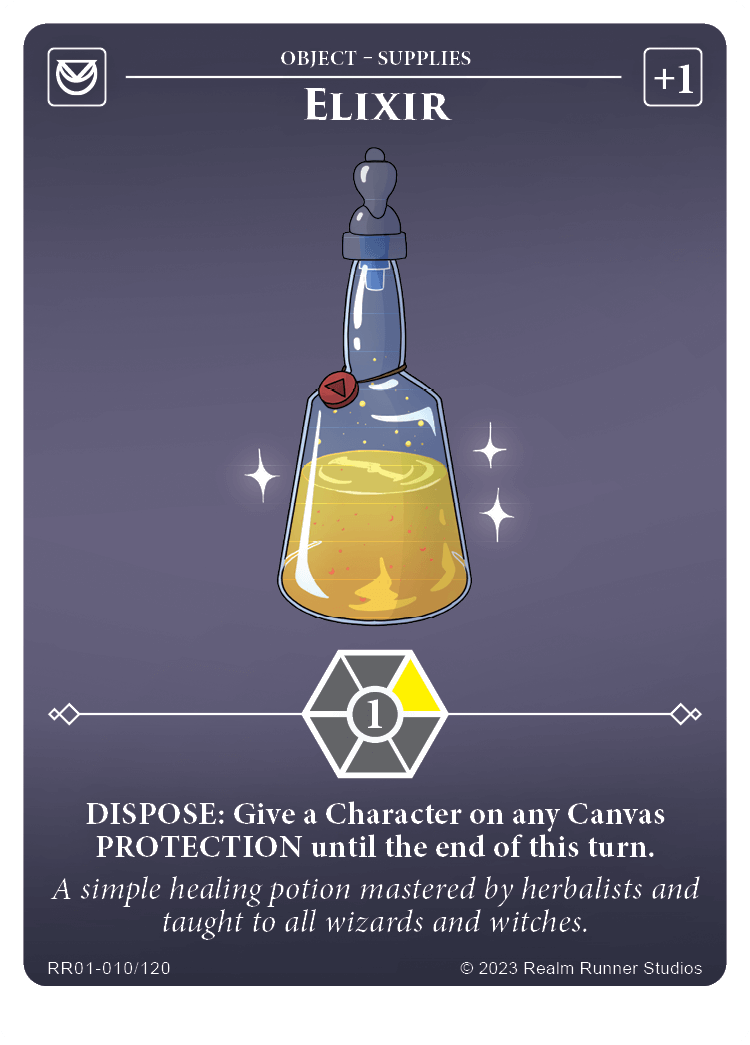 OBJECT – SUPPLIES
+1
ELIXIR
1
DISPOSE: Give a Character on any Canvas
PROTECTION until the end of this turn.
A simple healing potion mastered by herbalists and
taught to all wizards and witches.
RR01-010/120
© 2023 Realm Runner Studios